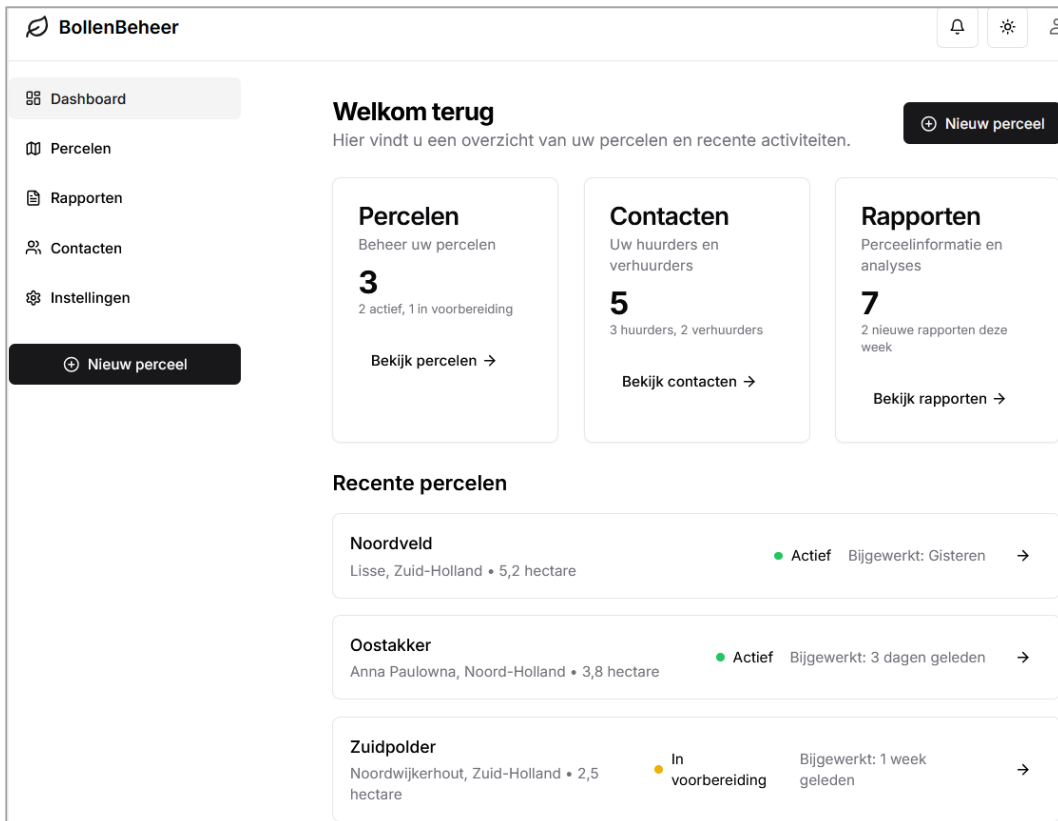 BollenBeheer
Dashboard
Percelen
Rapporten
Contacten
Instellingen
Nieuw perceel
Welkom terug
Hier vindt u een overzicht van uw percelen en recente activiteiten.
Nieuw perceel
Percelen
Beheer uw percelen
3
2 actief, 1 in voorbereiding
Bekijk percelen →
Contacten
Uw huurders en
verhuurders
5
3 huurders, 2 verhuurders
Bekijk contacten →
Rapporten
Perceelinformatie en
analyses
7
2 nieuwe rapporten deze
week
Bekijk rapporten →
Recente percelen
Noordveld
Lisse, Zuid-Holland • 5,2 hectare
Actief
Bijgewerkt: Gisteren
Oostakker
Anna Paulowna, Noord-Holland • 3,8 hectare
Actief
Bijgewerkt: 3 dagen geleden
Zuidpolder
Noordwijkerhout, Zuid-Holland • 2,5
hectare
In
voorbereiding
Bijgewerkt: 1 week
geleden